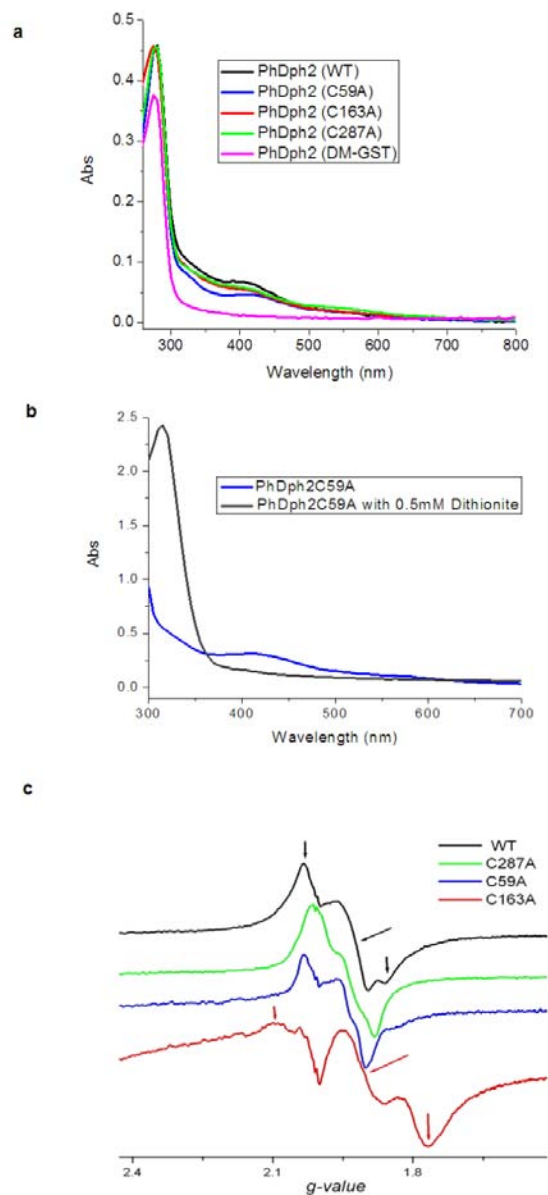 a
0.5
0.4
0.3
0.2
0.1
0.0
Abs
PhDph2 (WT)
PhDph2 (C59A)
PhDph2 (C163A)
PhDph2 (C287A)
PhDph2 (DM-GST)
300 400 500 600 700 800
Wavelength (nm)
b
2.5
2.0
1.5
1.0
0.5
0.0
Abs
PhDph2C59A
PhDph2C59A with 0.5mM Dithionite
300 400 500 600 700
Wavelength (nm)
c
WT
C287A
C59A
C163A
2.4 2.1 1.8
g-value